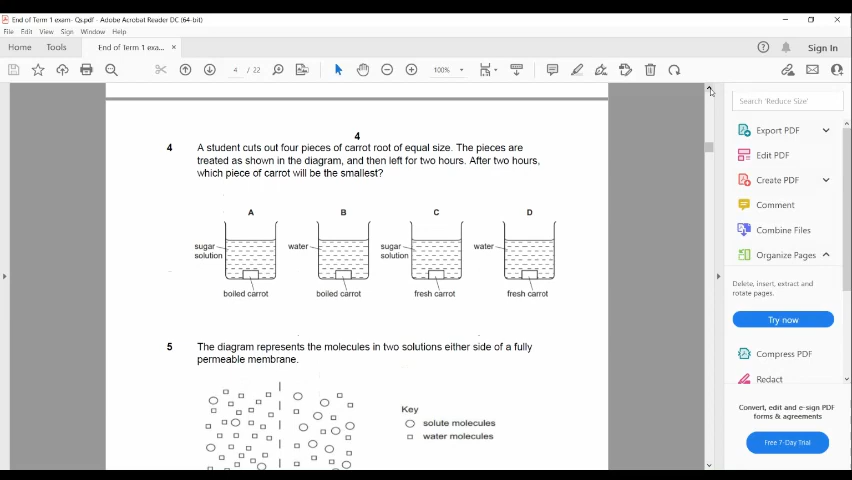 End of Term 1 exam- Qs.pdf - Adobe Acrobat Reader DC (64-bit)
File Edit View Sign Window Help
Home Tools End of Term 1 exa... × Sign In
4 / 22 100%
Search 'Reduce Size'
Export PDF
Edit PDF
Create PDF
Comment
Combine Files
Organize Pages
Delete, insert, extract and
rotate pages.
Try now
Compress PDF
Redact
Convert, edit and e-sign PDF
forms & agreements
Free 7-Day Trial
4
4 A student cuts out four pieces of carrot root of equal size. The pieces are
treated as shown in the diagram, and then left for two hours. After two hours,
which piece of carrot will be the smallest?
A B C D
sugar
solution
water
sugar
solution
water
boiled carrot boiled carrot fresh carrot fresh carrot
5 The diagram represents the molecules in two solutions either side of a fully
permeable membrane.
Key
solute molecules
water molecules